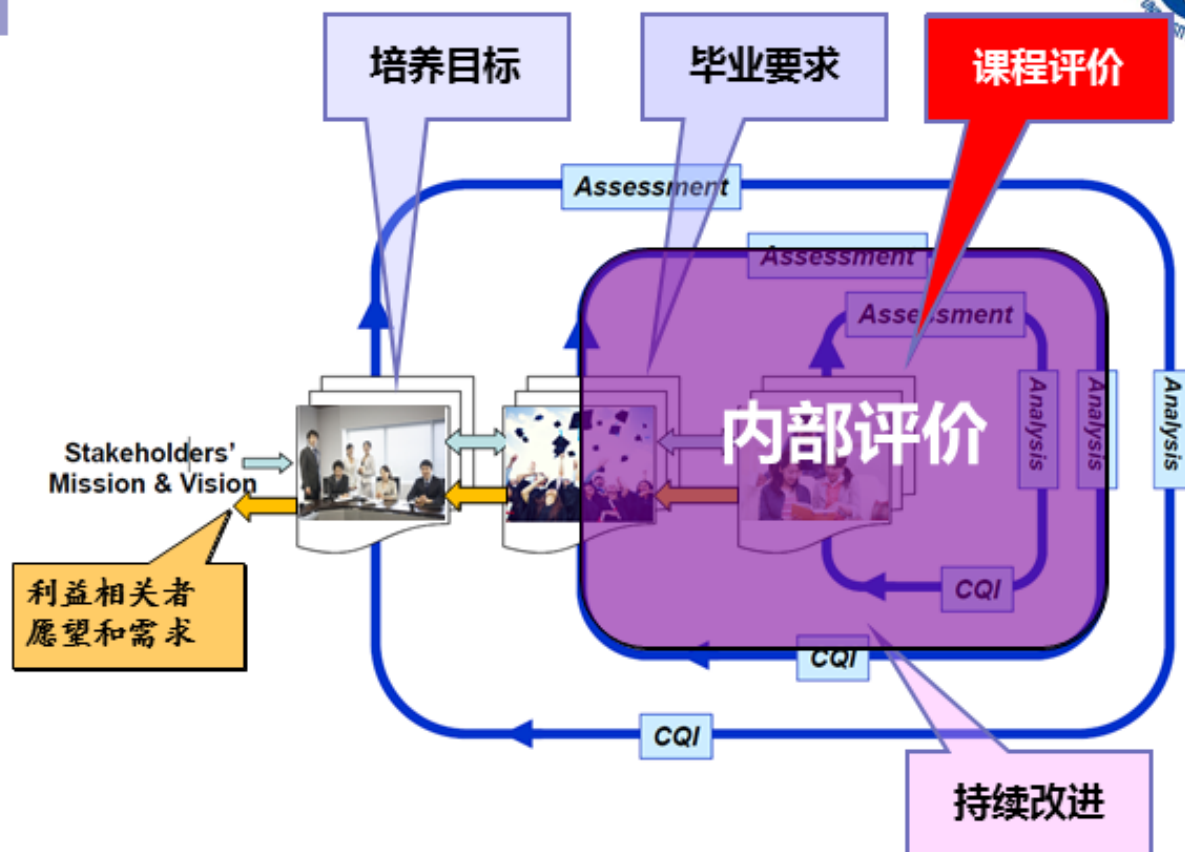 培养目标
毕业要求
课程评价
Assessment
Assessment
Assessment
Analysis
Analysis
Analysis
内部评价
Stakeholders'
Mission & Vision
利益相关者
愿望和需求
CQI
CQI
CQI
持续改进